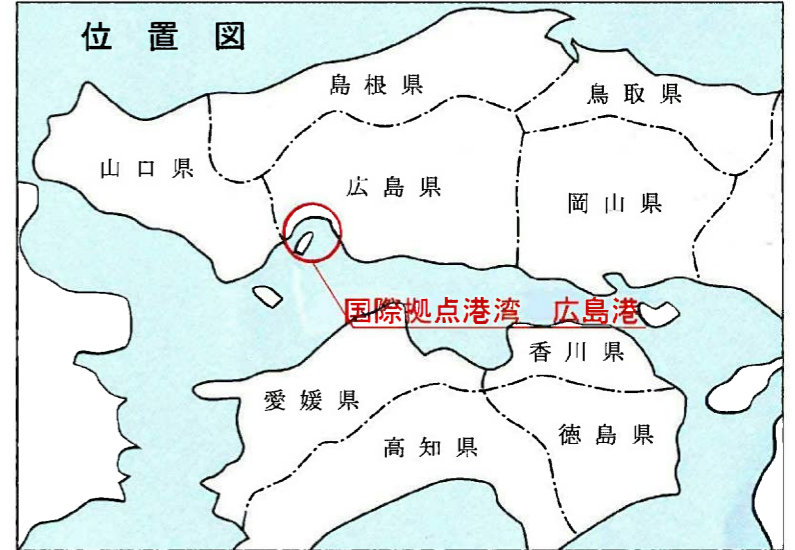 位置図
島根県
鳥取県
山口県
広島県
岡山県
国際拠点港湾　広島港
香川県
愛媛県
徳島県
高知県